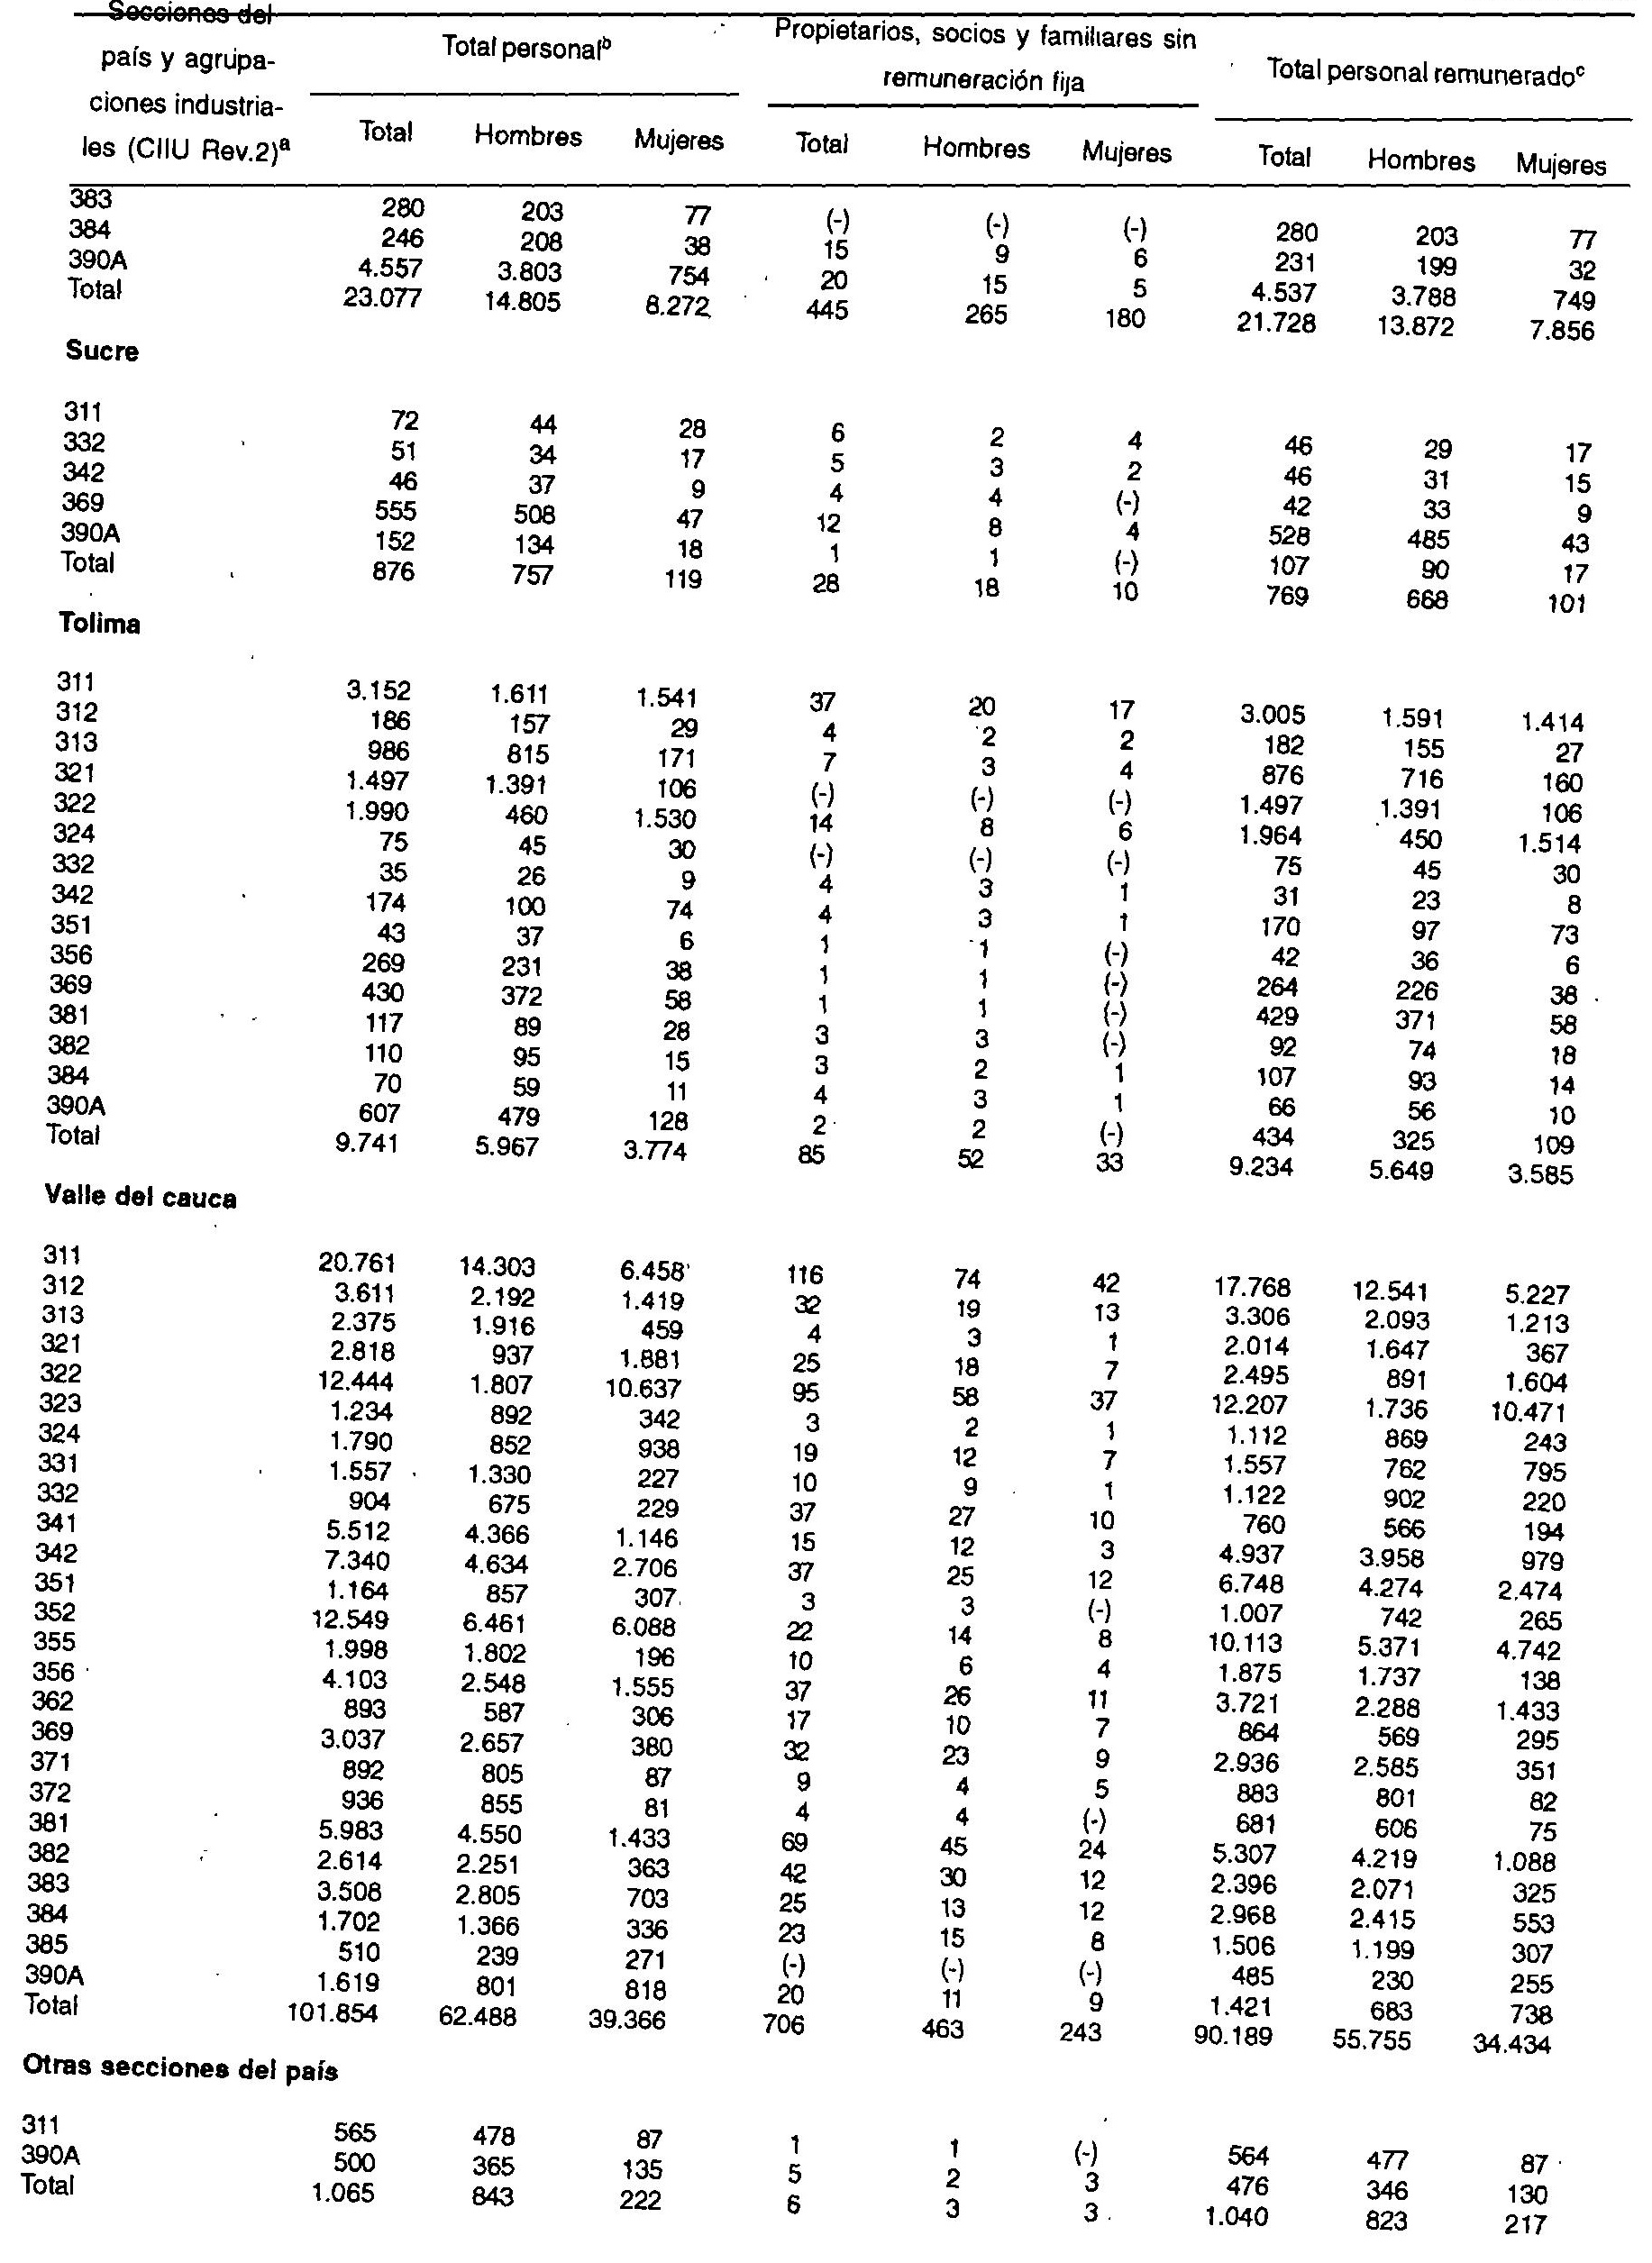 Secciones del país y agrupa-ciones industria-les (CIIU Rev.2)ª | Total personalᵇ | Propietarios, socios y familiares sin remuneración fija | Total personal remuneradoᶜ
Total Hombres Mujeres Total Hombres Mujeres Total Hombres Mujeres
383 280 203 77 (-) (-) (-) 280 203 77
384 246 208 38 15 9 6 231 199 32
390A 4.557 3.803 754 20 15 5 4.537 3.788 749
Total 23.077 14.805 8.272 445 265 180 21.728 13.872 7.856
Sucre
311 72 44 28 6 2 4 46 29 17
332 51 34 17 5 3 2 46 31 15
342 46 37 9 4 4 (-) 42 33 9
369 555 508 47 12 8 4 528 485 43
390A 152 134 18 1 1 (-) 107 90 17
Total 876 757 119 28 18 10 769 668 101
Tolima
311 3.152 1.611 1.541 37 20 17 3.005 1.591 1.414
312 186 157 29 4 2 2 182 155 27
313 986 815 171 7 3 4 876 716 160
321 1.497 1.391 106 (-) (-) (-) 1.497 1.391 106
322 1.990 460 1.530 14 8 6 1.964 450 1.514
324 75 45 30 (-) (-) (-) 75 45 30
332 35 26 9 4 3 1 31 23 8
342 174 100 74 4 3 1 170 97 73
351 43 37 6 1 1 (-) 42 36 6
356 269 231 38 1 1 (-) 264 226 38
369 430 372 58 1 1 (-) 429 371 58
381 117 89 28 3 3 (-) 92 74 18
382 110 95 15 3 2 1 107 93 14
384 70 59 11 4 3 1 66 56 10
390A 607 479 128 2 2 (-) 434 325 109
Total 9.741 5.967 3.774 85 52 33 9.234 5.649 3.585
Valle del cauca
311 20.761 14.303 6.458 116 74 42 17.768 12.541 5.227
312 3.611 2.192 1.419 32 19 13 3.306 2.093 1.213
313 2.375 1.916 459 4 3 1 2.014 1.647 367
321 2.818 937 1.881 25 18 7 2.495 891 1.604
322 12.444 1.807 10.637 95 58 37 12.207 1.736 10.471
323 1.234 892 342 3 2 1 1.112 869 243
324 1.790 852 938 19 12 7 1.557 762 795
331 1.557 1.330 227 10 9 1 1.122 902 220
332 904 675 229 37 27 10 760 566 194
341 5.512 4.366 1.146 15 12 3 4.937 3.958 979
342 7.340 4.634 2.706 37 25 12 6.748 4.274 2.474
351 1.164 857 307 3 3 (-) 1.007 742 265
352 12.549 6.461 6.088 22 14 8 10.113 5.371 4.742
355 1.998 1.802 196 10 6 4 1.875 1.737 138
356 4.103 2.548 1.555 37 26 11 3.721 2.288 1.433
362 893 587 306 17 10 7 864 569 295
369 3.037 2.657 380 32 23 9 2.936 2.585 351
371 892 805 87 9 4 5 883 801 82
372 936 855 81 4 4 (-) 681 606 75
381 5.983 4.550 1.433 69 45 24 5.307 4.219 1.088
382 2.614 2.251 363 42 30 12 2.396 2.071 325
383 3.508 2.805 703 25 13 12 2.968 2.415 553
384 1.702 1.366 336 23 15 8 1.506 1.199 307
385 510 239 271 (-) (-) (-) 485 230 255
390A 1.619 801 818 20 11 9 1.421 683 738
Total 101.854 62.488 39.366 706 463 243 90.189 55.755 34.434
Otras secciones del país
311 565 478 87 1 1 (-) 564 477 87
390A 500 365 135 5 2 3 476 346 130
Total 1.065 843 222 6 3 3 1.040 823 217